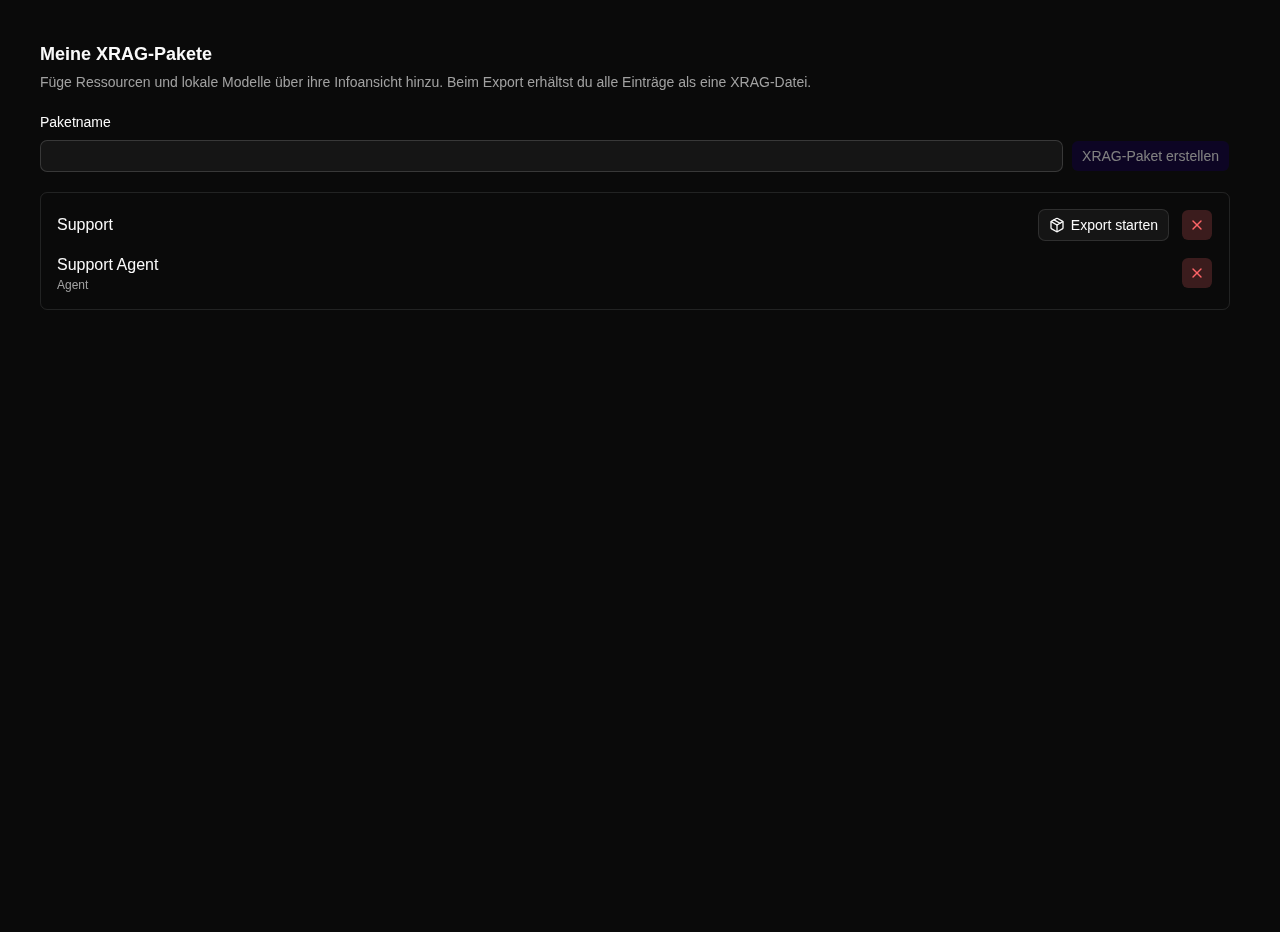 Meine XRAG-Pakete
Füge Ressourcen und lokale Modelle über ihre Infoansicht hinzu. Beim Export erhältst du alle Einträge als eine XRAG-Datei.
Paketname
XRAG-Paket erstellen
Support
Export starten
Support Agent
Agent